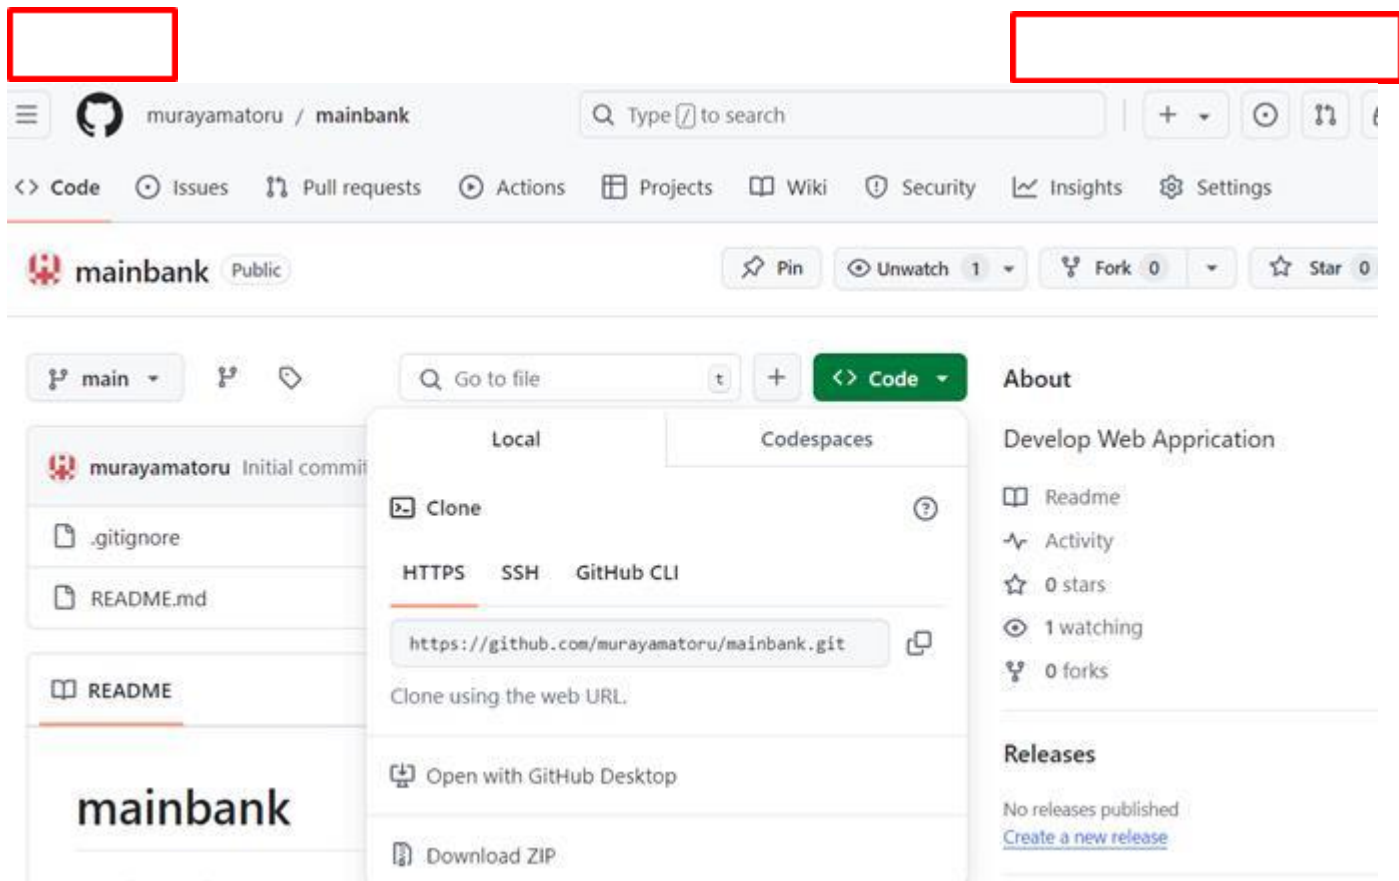 murayamatoru / mainbank
Type / to search
Code
Issues
Pull requests
Actions
Projects
Wiki
Security
Insights
Settings
mainbank Public
Pin
Unwatch 1
Fork 0
Star 0
main
Go to file
t
Code
murayamatoru Initial commit
.gitignore
README.md
README
mainbank
Local
Codespaces
Clone
HTTPS SSH GitHub CLI
https://github.com/murayamatoru/mainbank.git
Clone using the web URL.
Open with GitHub Desktop
Download ZIP
About
Develop Web Apprication
Readme
Activity
0 stars
1 watching
0 forks
Releases
No releases published
Create a new release